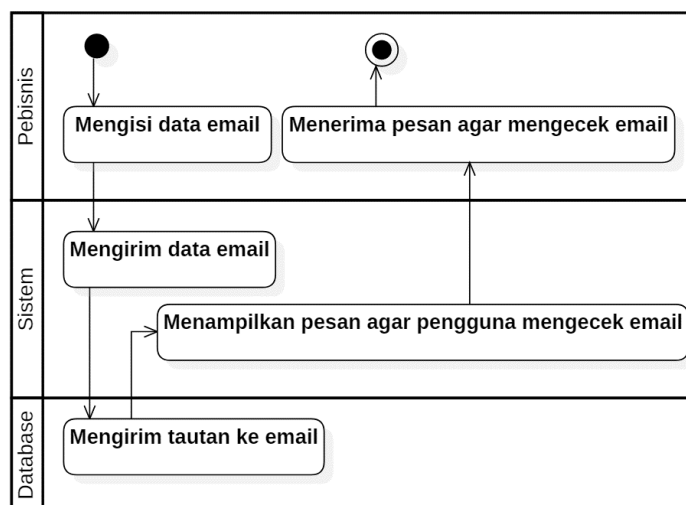 Pebisnis
Mengisi data email
Menerima pesan agar mengecek email
Sistem
Mengirim data email
Menampilkan pesan agar pengguna mengecek email
Database
Mengirim tautan ke email